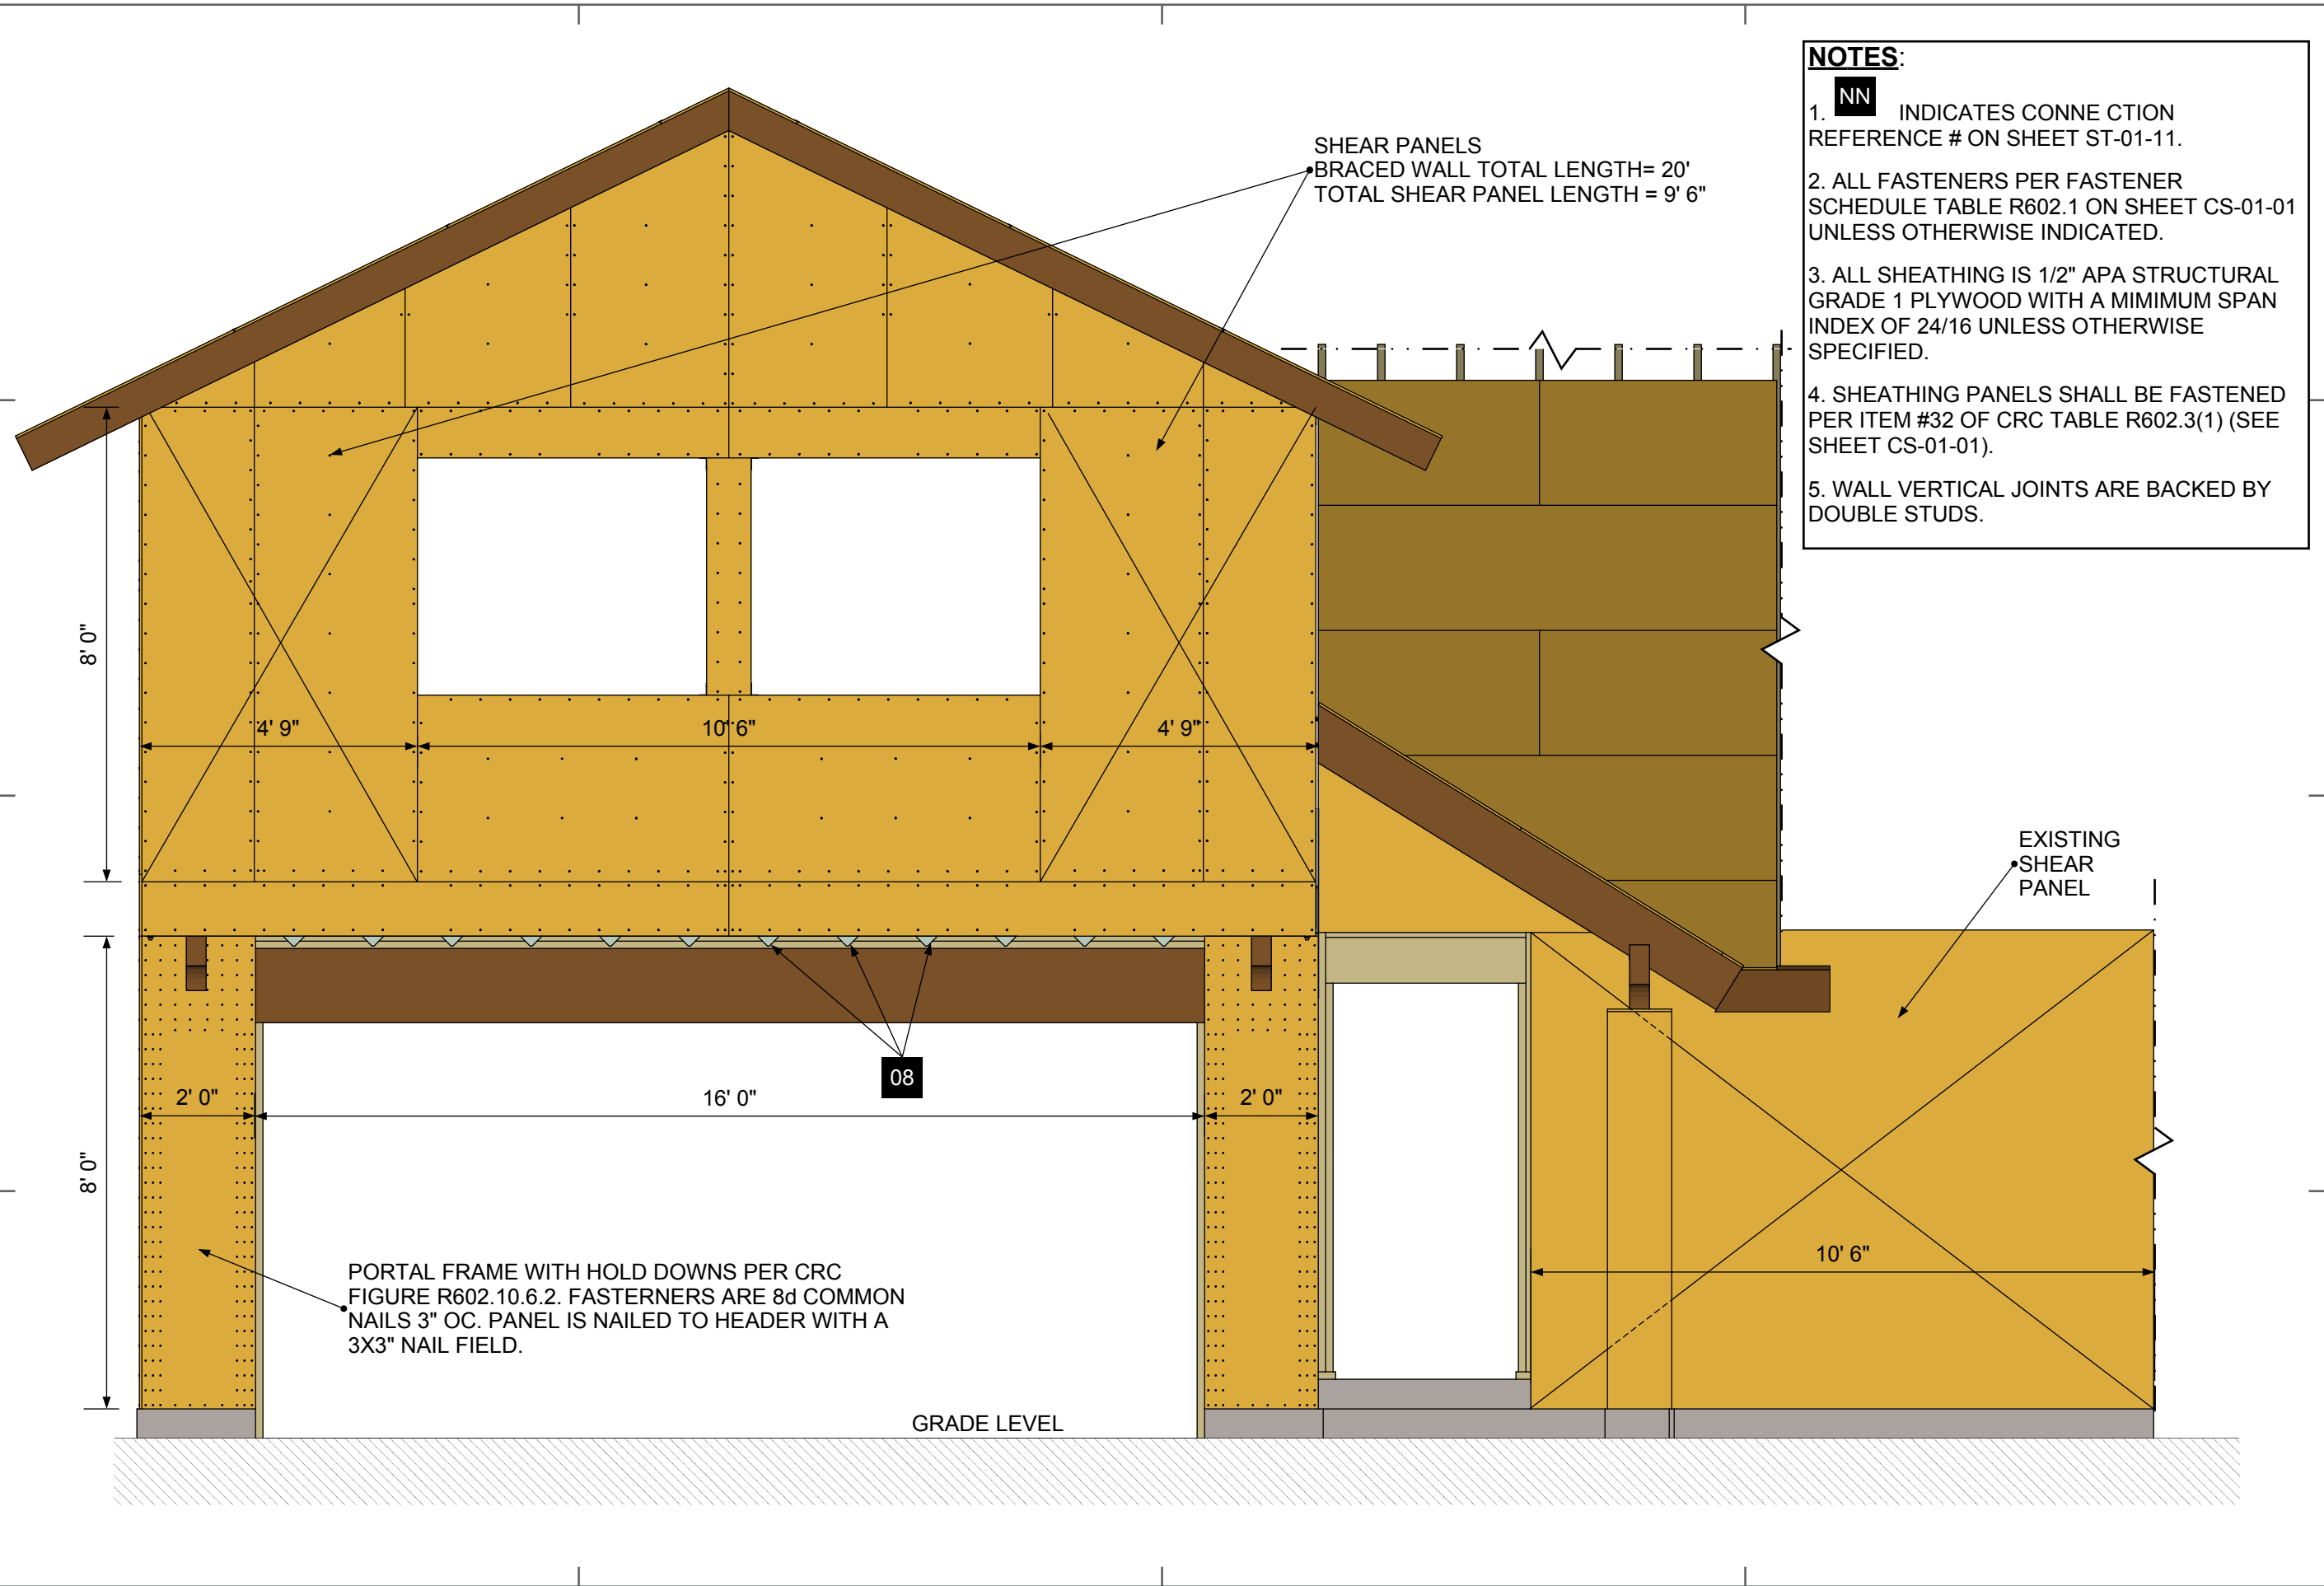 NOTES:
NN
1. INDICATES CONNE CTION
REFERENCE # ON SHEET ST-01-11.
2. ALL FASTENERS PER FASTENER
SCHEDULE TABLE R602.1 ON SHEET CS-01-01
UNLESS OTHERWISE INDICATED.
3. ALL SHEATHING IS 1/2" APA STRUCTURAL
GRADE 1 PLYWOOD WITH A MIMIMUM SPAN
INDEX OF 24/16 UNLESS OTHERWISE
SPECIFIED.
4. SHEATHING PANELS SHALL BE FASTENED
PER ITEM #32 OF CRC TABLE R602.3(1) (SEE
SHEET CS-01-01).
5. WALL VERTICAL JOINTS ARE BACKED BY
DOUBLE STUDS.
SHEAR PANELS
BRACED WALL TOTAL LENGTH= 20'
TOTAL SHEAR PANEL LENGTH = 9' 6"
8' 0"
4' 9"
10' 6"
4' 9"
EXISTING
SHEAR
PANEL
08
2' 0"
16' 0"
2' 0"
8' 0"
10' 6"
PORTAL FRAME WITH HOLD DOWNS PER CRC
FIGURE R602.10.6.2. FASTERNERS ARE 8d COMMON
NAILS 3" OC. PANEL IS NAILED TO HEADER WITH A
3X3" NAIL FIELD.
GRADE LEVEL